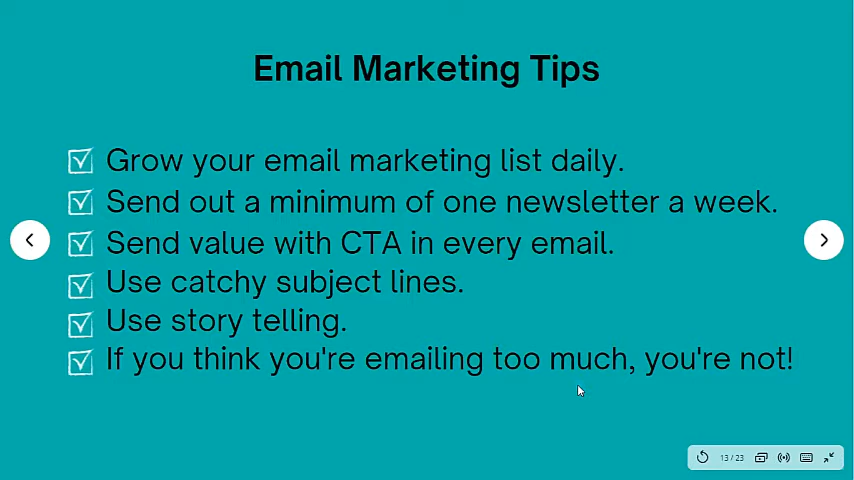 Email Marketing Tips
Grow your email marketing list daily.
Send out a minimum of one newsletter a week.
Send value with CTA in every email.
Use catchy subject lines.
Use story telling.
If you think you're emailing too much, you're not!
13 / 23